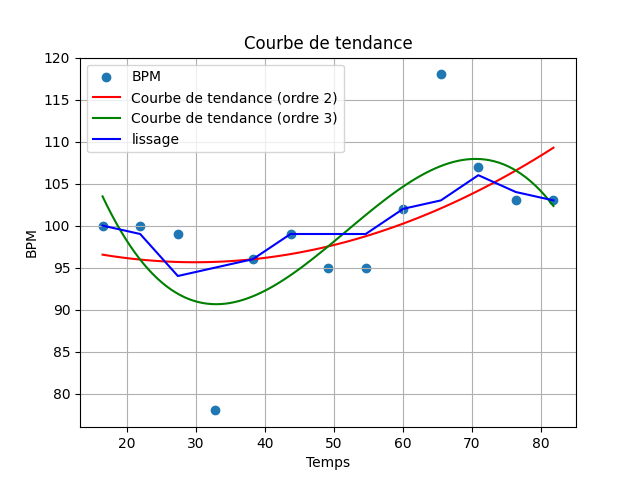 Courbe de tendance
BPM
Courbe de tendance (ordre 2)
Courbe de tendance (ordre 3)
lissage
120
115
110
105
100
95
90
85
80
BPM
20 30 40 50 60 70 80
Temps